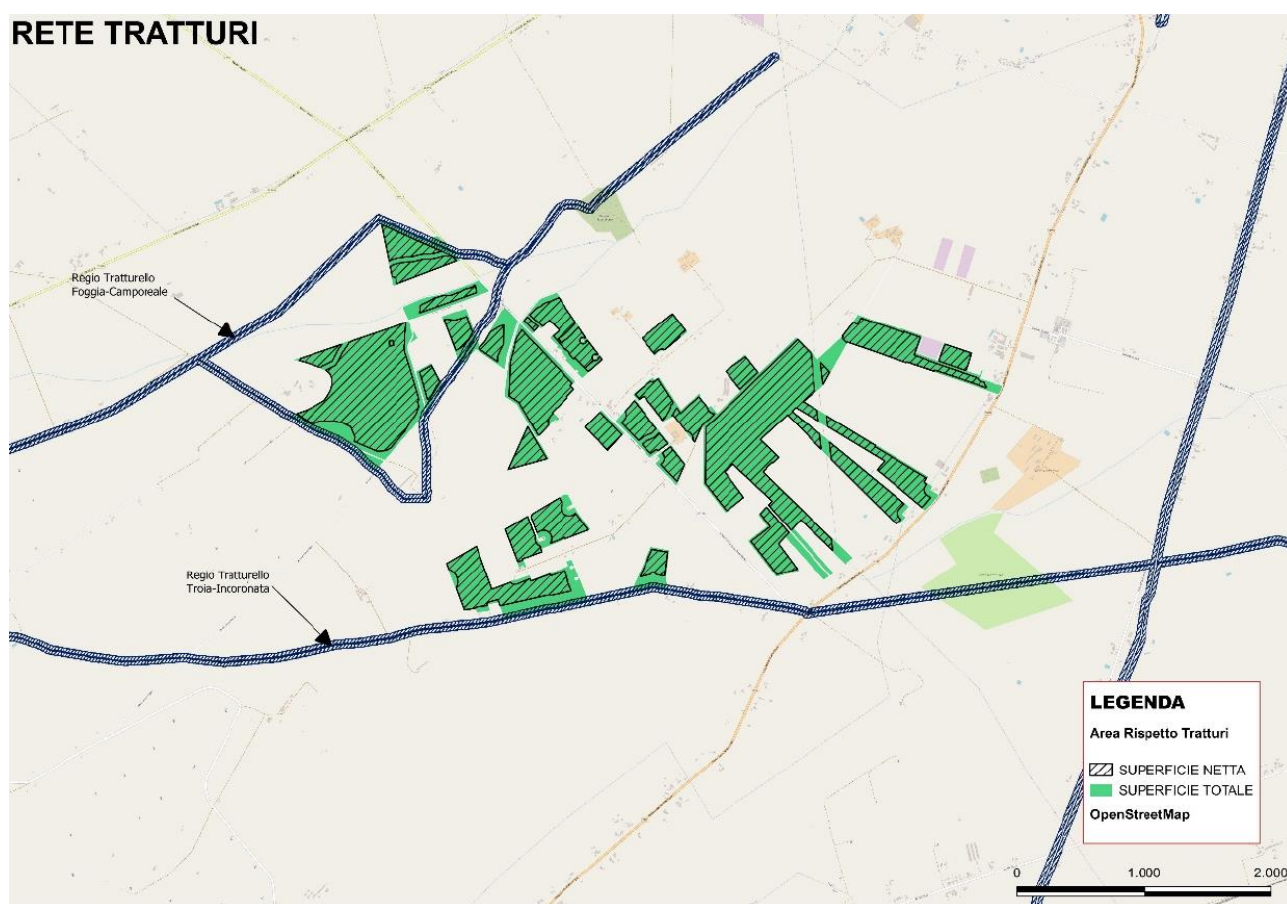 RETE TRATTURI
Regio Tratturello
Foggia-Camporeale
Regio Tratturello
Troia-Incoronata
LEGENDA
Area Rispetto Tratturi
SUPERFICIE NETTA
SUPERFICIE TOTALE
OpenStreetMap
0 1.000 2.000